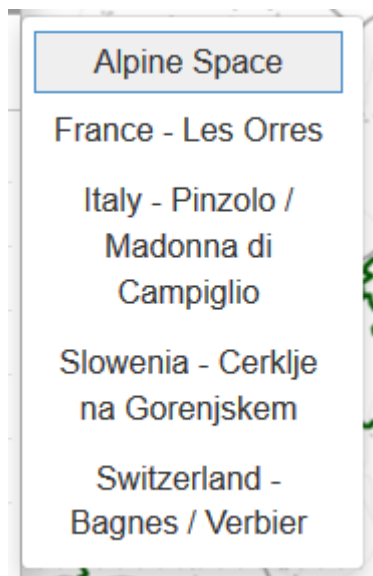 Alpine Space
France - Les Orres
Italy - Pinzolo /
Madonna di
Campiglio
Slowenia - Cerklje
na Gorenjskem
Switzerland -
Bagnes / Verbier